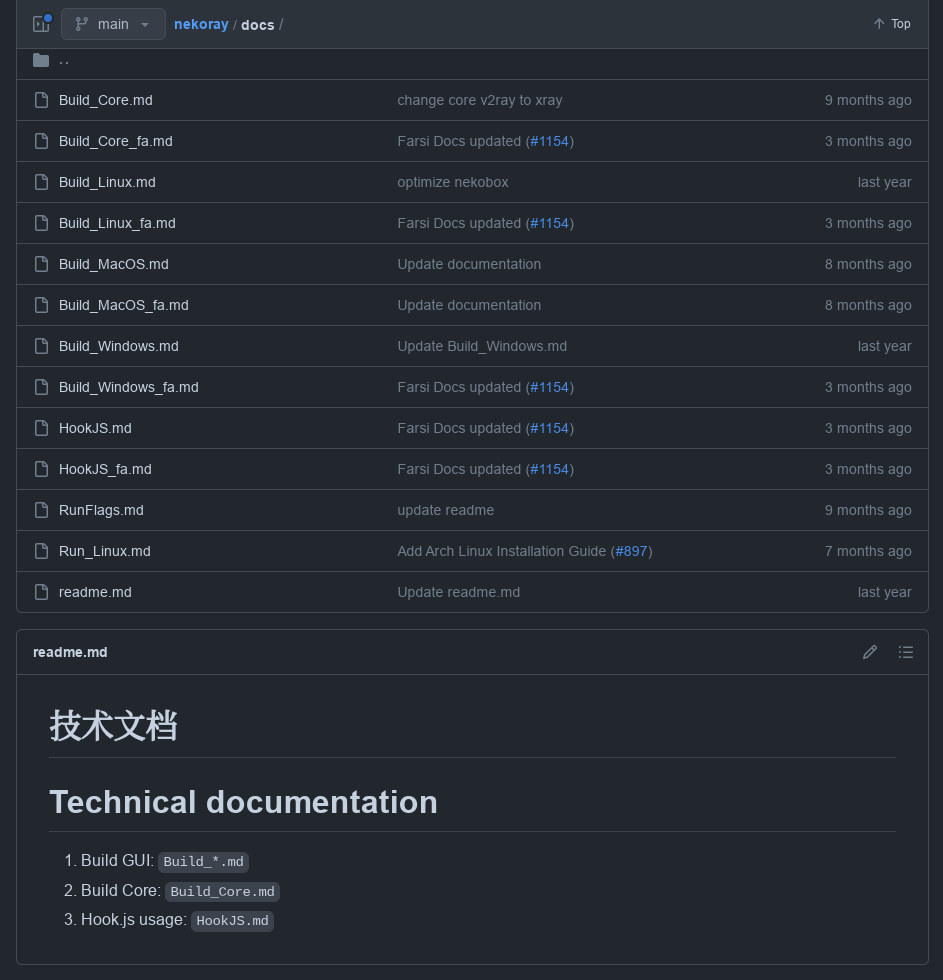 main nekoray / docs / Top
..
Build_Core.md change core v2ray to xray 9 months ago
Build_Core_fa.md Farsi Docs updated (#1154) 3 months ago
Build_Linux.md optimize nekobox last year
Build_Linux_fa.md Farsi Docs updated (#1154) 3 months ago
Build_MacOS.md Update documentation 8 months ago
Build_MacOS_fa.md Update documentation 8 months ago
Build_Windows.md Update Build_Windows.md last year
Build_Windows_fa.md Farsi Docs updated (#1154) 3 months ago
HookJS.md Farsi Docs updated (#1154) 3 months ago
HookJS_fa.md Farsi Docs updated (#1154) 3 months ago
RunFlags.md update readme 9 months ago
Run_Linux.md Add Arch Linux Installation Guide (#897) 7 months ago
readme.md Update readme.md last year
readme.md
技术文档
Technical documentation
1. Build GUI: Build_*.md
2. Build Core: Build_Core.md
3. Hook.js usage: HookJS.md